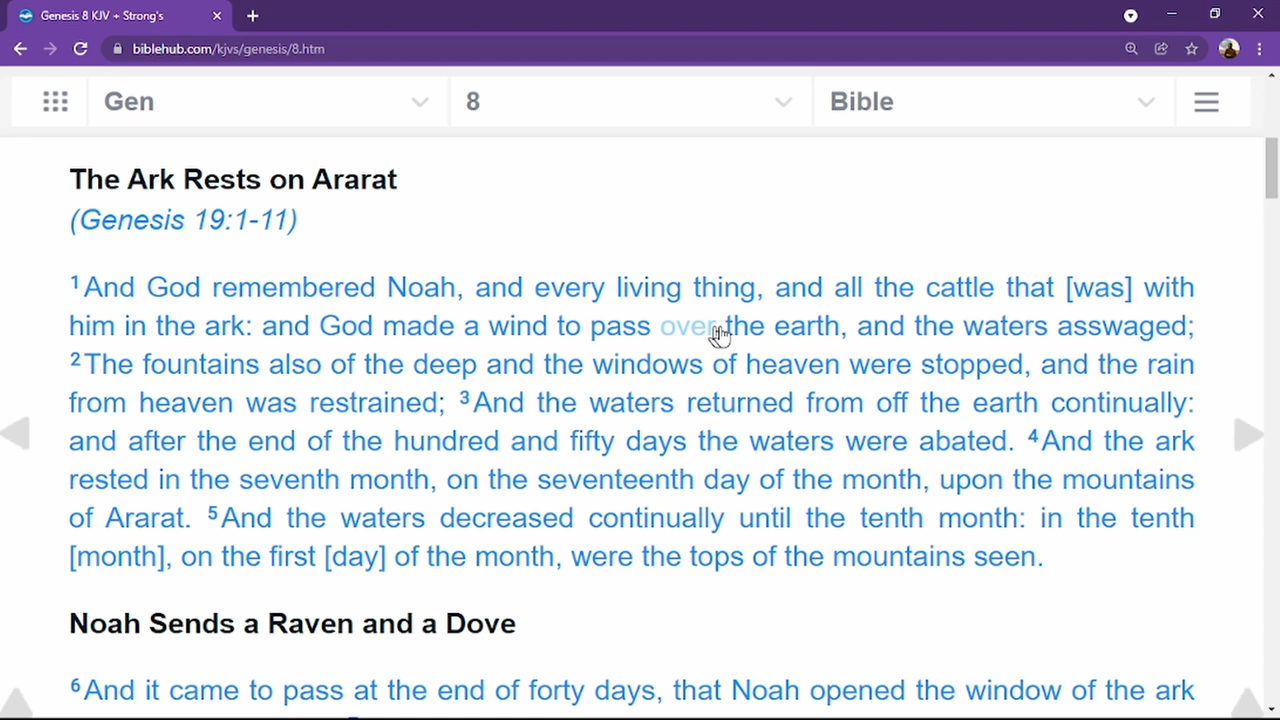 Genesis 8 KJV + Strong's
biblehub.com/kjvs/genesis/8.htm
Gen 8 Bible
The Ark Rests on Ararat
(Genesis 19:1-11)
1And God remembered Noah, and every living thing, and all the cattle that [was] with
him in the ark: and God made a wind to pass over the earth, and the waters asswaged;
2The fountains also of the deep and the windows of heaven were stopped, and the rain
from heaven was restrained; 3And the waters returned from off the earth continually:
and after the end of the hundred and fifty days the waters were abated. 4And the ark
rested in the seventh month, on the seventeenth day of the month, upon the mountains
of Ararat. 5And the waters decreased continually until the tenth month: in the tenth
[month], on the first [day] of the month, were the tops of the mountains seen.
Noah Sends a Raven and a Dove
6And it came to pass at the end of forty days, that Noah opened the window of the ark